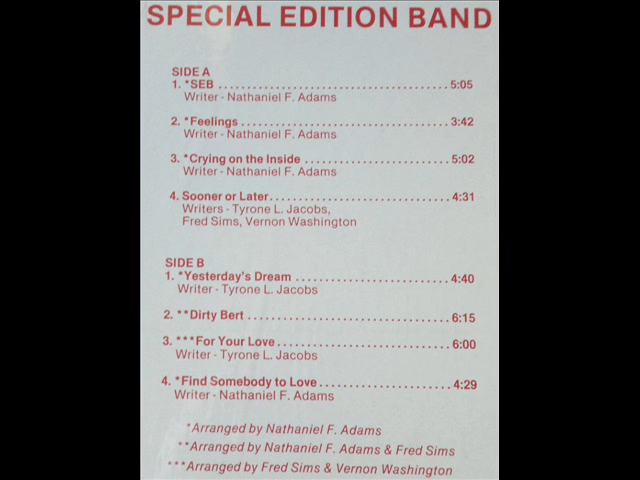 SPECIAL EDITION BAND
SIDE A
1. *SEB ........................................ 5:05
Writer - Nathaniel F. Adams
2. *Feelings .................................... 3:42
Writer - Nathaniel F. Adams
3. *Crying on the Inside ......................... 5:02
Writer - Nathaniel F. Adams
4. Sooner or Later............................... 4:31
Writers - Tyrone L. Jacobs,
Fred Sims, Vernon Washington
SIDE B
1. *Yesterday's Dream ........................... 4:40
Writer - Tyrone L. Jacobs
2. **Dirty Bert ................................... 6:15
3. ***For Your Love .............................. 6:00
Writer - Tyrone L. Jacobs
4. *Find Somebody to Love ....................... 4:29
Writer - Nathaniel F. Adams
*Arranged by Nathaniel F. Adams
**Arranged by Nathaniel F. Adams & Fred Sims
***Arranged by Fred Sims & Vernon Washington